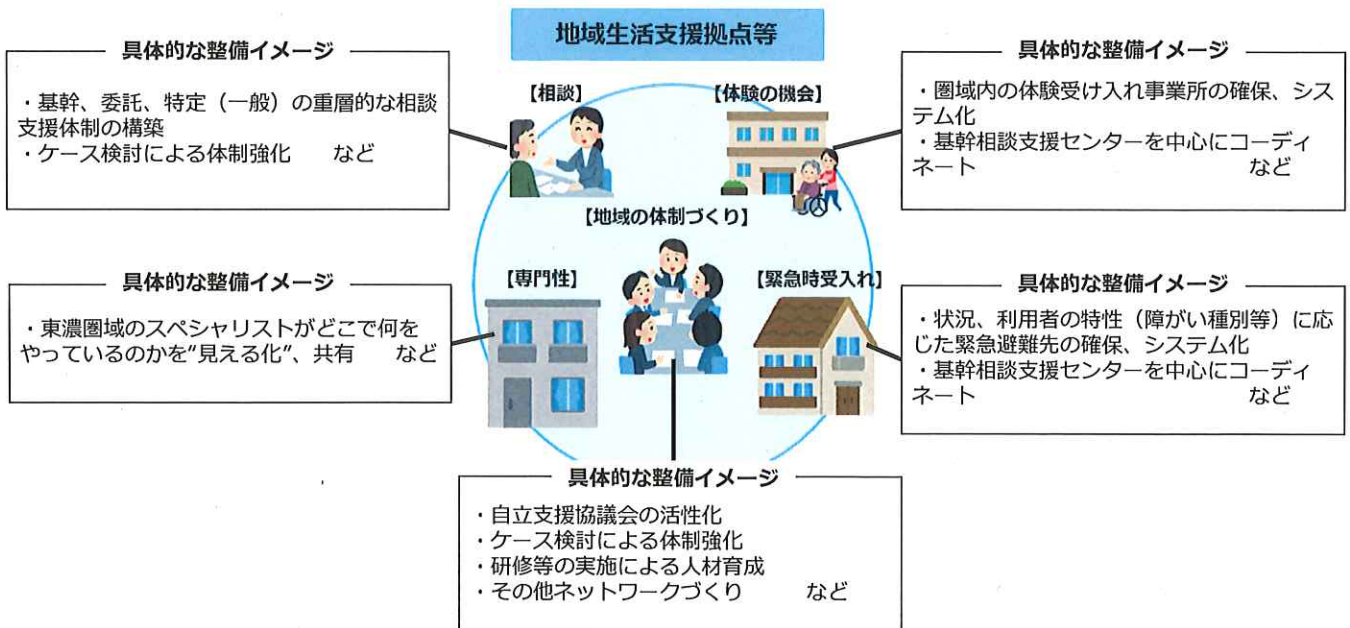 地域生活支援拠点等
具体的な整備イメージ
・基幹、委託、特定（一般）の重層的な相談
支援体制の構築
・ケース検討による体制強化　　など
【相談】
【体験の機会】
具体的な整備イメージ
・圏域内の体験受け入れ事業所の確保、シス
テム化
・基幹相談支援センターを中心にコーディ
ネート　　など
【地域の体制づくり】
具体的な整備イメージ
・東濃圏域のスペシャリストがどこで何を
やっているのかを“見える化”、共有　　など
【専門性】
【緊急時受入れ】
具体的な整備イメージ
・状況、利用者の特性（障がい種別等）に応
じた緊急避難先の確保、システム化
・基幹相談支援センターを中心にコーディ
ネート　　など
具体的な整備イメージ
・自立支援協議会の活性化
・ケース検討による体制強化
・研修等の実施による人材育成
・その他ネットワークづくり　　など